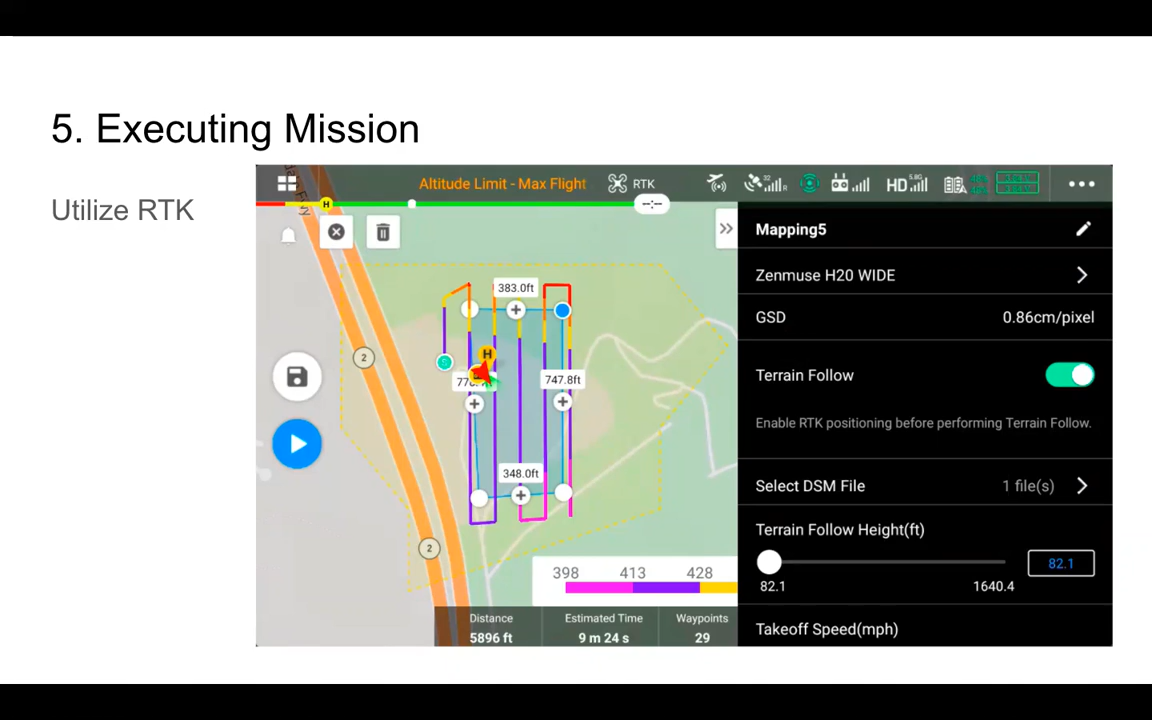 5. Executing Mission
Utilize RTK
Altitude Limit - Max Flight
RTK
32
R
5.8G
HD
H
--:--
Mapping5
Zenmuse H20 WIDE
GSD
0.86cm/pixel
Terrain Follow
Enable RTK positioning before performing Terrain Follow.
Select DSM File
1 file(s)
Terrain Follow Height(ft)
82.1
82.1
1640.4
Takeoff Speed(mph)
383.0ft
H
S
747.8ft
348.0ft
2
2
398
413
428
Distance
Estimated Time
Waypoints
5896 ft
9 m 24 s
29